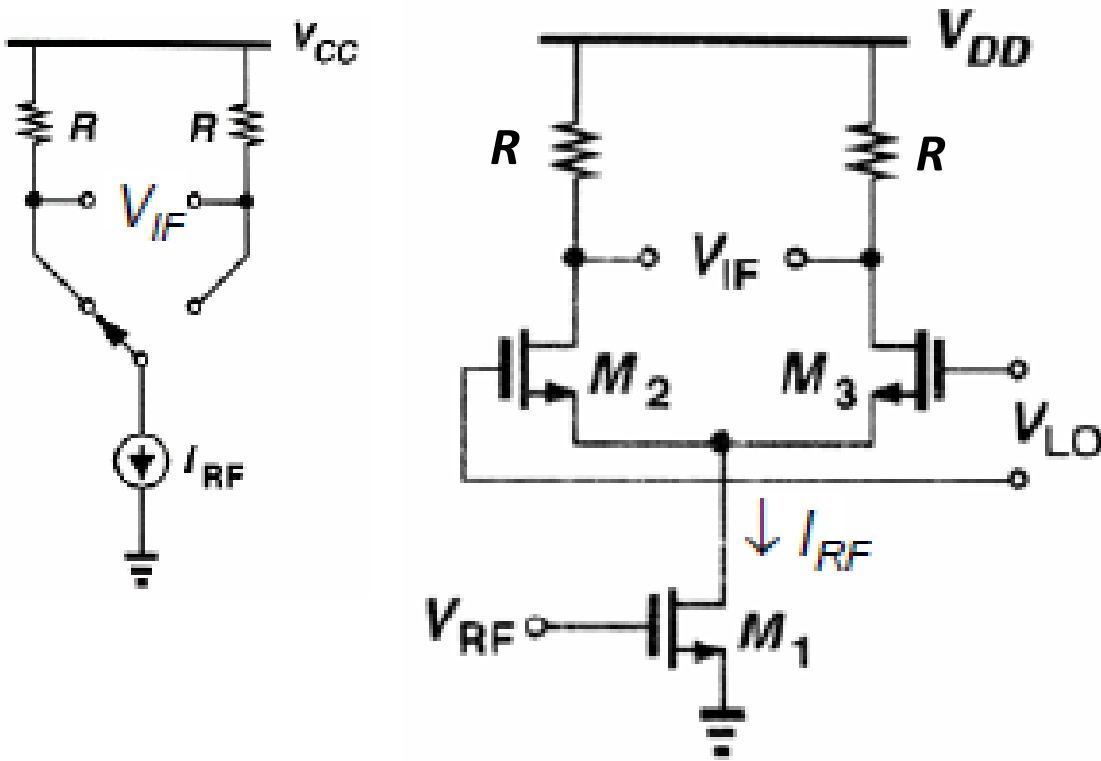 V_CC
R
R
V_IF
I_RF
V_DD
R
R
V_IF
M_2
M_3
V_LO
I_RF
V_RF
M_1